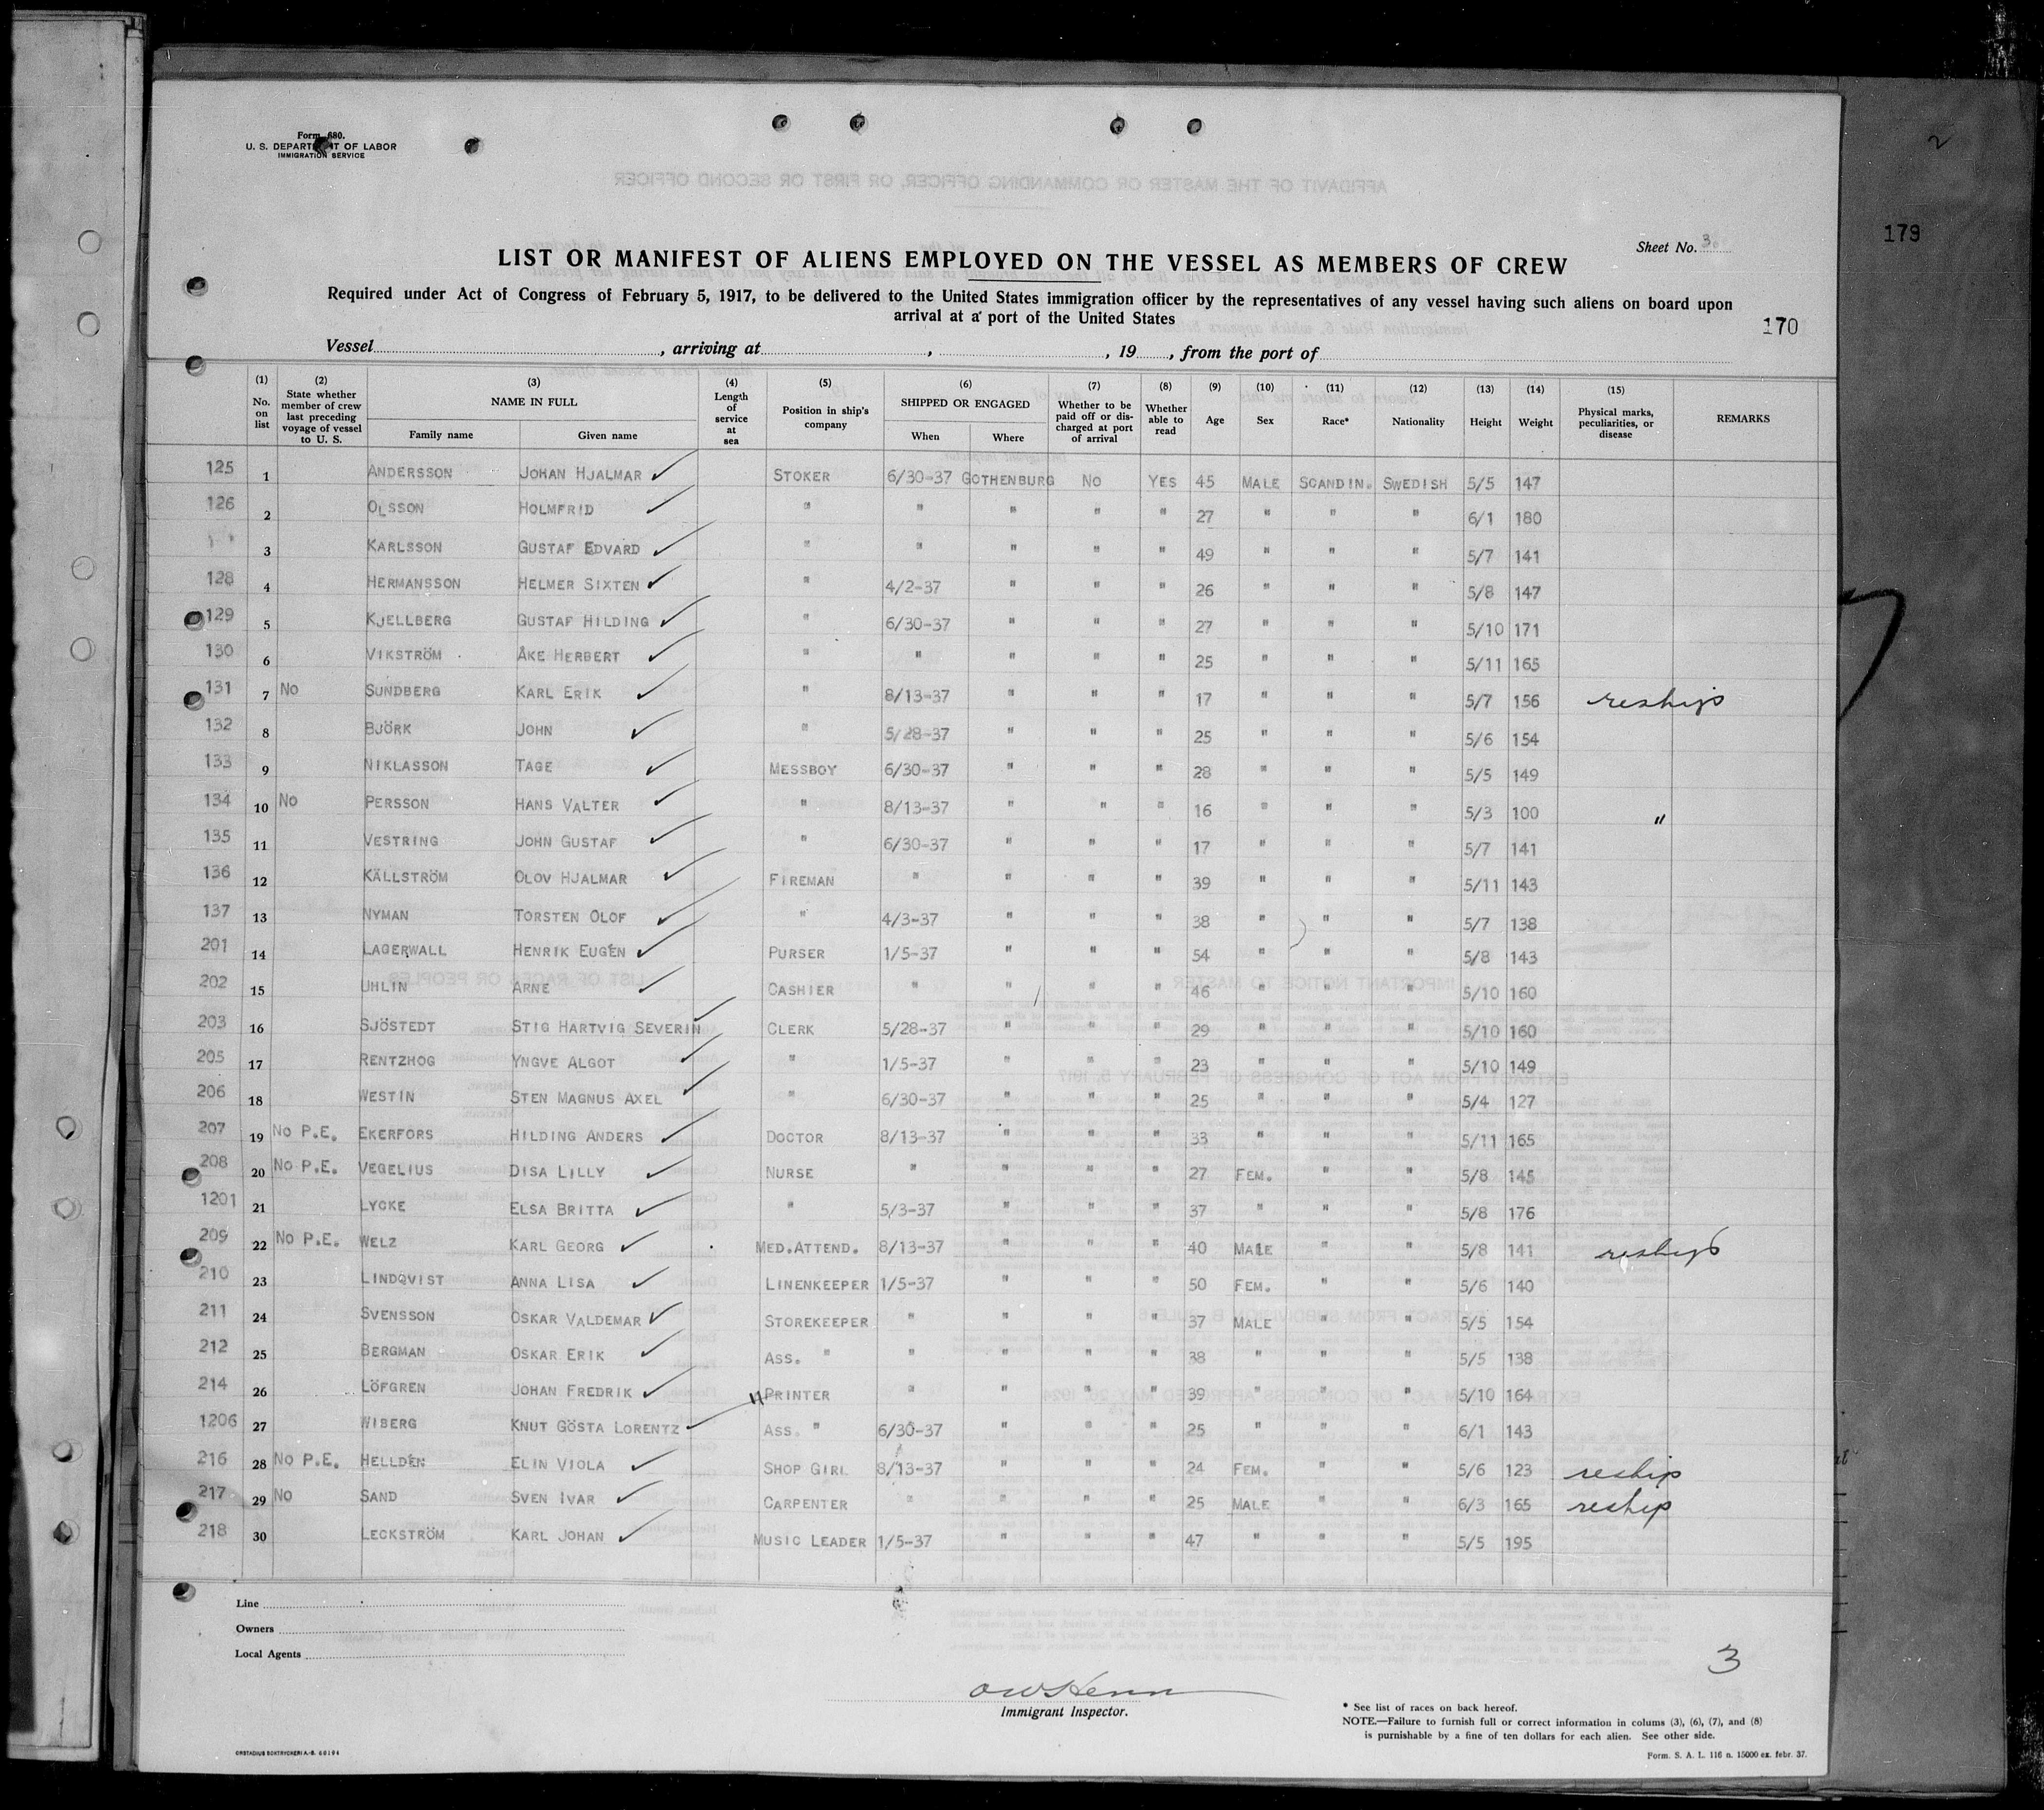 Form 680.
U. S. DEPARTMENT OF LABOR
IMMIGRATION SERVICE
2
179
Sheet No. 3.
LIST OR MANIFEST OF ALIENS EMPLOYED ON THE VESSEL AS MEMBERS OF CREW
Required under Act of Congress of February 5, 1917, to be delivered to the United States immigration officer by the representatives of any vessel having such aliens on board upon
arrival at a port of the United States
170
Vessel , arriving at , , 19 , from the port of
(1) No. on list (2) State whether member of crew last preceding voyage of vessel to U. S. (3) NAME IN FULL Family name Given name (4) Length of service at sea (5) Position in ship's company (6) SHIPPED OR ENGAGED When Where (7) Whether to be paid off or discharged at port of arrival (8) Whether able to read (9) Age (10) Sex (11) Race* (12) Nationality (13) Height (14) Weight (15) Physical marks, peculiarities, or disease REMARKS
125 1 ANDERSSON JOHAN HJALMAR ✓ STOKER 6/30-37 GOTHENBURG NO YES 45 MALE SCANDIN. SWEDISH 5/5 147
126 2 OLSSON HOLMFRID ✓ " " " " " 27 " " " 6/1 180
3 KARLSSON GUSTAF EDVARD ✓ " " " " " 49 " " " 5/7 141
128 4 HERMANSSON HELMER SIXTEN ✓ " 4/2-37 " " " 26 " " " 5/8 147
129 5 KJELLBERG GUSTAF HILDING ✓ " 6/30-37 " " " 27 " " " 5/10 171
130 6 VIKSTRÖM ÅKE HERBERT ✓ " " " " " 25 " " " 5/11 165
131 7 NO SUNDBERG KARL ERIK ✓ " 8/13-37 " " " 17 " " " 5/7 156 reships
132 8 BJÖRK JOHN ✓ " 5/28-37 " " " 25 " " " 5/6 154
133 9 NIKLASSON TAGE ✓ MESSBOY 6/30-37 " " " 28 " " " 5/5 149
134 10 NO PERSSON HANS VALTER ✓ " 8/13-37 " " " 16 " " " 5/3 100 "
135 11 VESTRING JOHN GUSTAF ✓ " 6/30-37 " " " 17 " " " 5/7 141
136 12 KÄLLSTRÖM OLOV HJALMAR ✓ FIREMAN " " " " 39 " " " 5/11 143
137 13 NYMAN TORSTEN OLOF ✓ " 4/3-37 " " " 38 " " " 5/7 138
201 14 LAGERWALL HENRIK EUGÉN ✓ PURSER 1/5-37 " " " 54 " " " 5/8 143
202 15 UHLIN ARNE ✓ CASHIER " " " " 46 " " " 5/10 160
203 16 SJÖSTEDT STIG HARTVIG SEVERIN ✓ CLERK 5/28-37 " " " 29 " " " 5/10 160
205 17 RENTZHOG YNGVE ALGOT ✓ " 1/5-37 " " " 23 " " " 5/10 149
206 18 WESTIN STEN MAGNUS AXEL ✓ " 6/30-37 " " " 25 " " " 5/4 127
207 19 NO P.E. EKERFORS HILDING ANDERS ✓ DOCTOR 8/13-37 " " " 33 " " " 5/11 165
208 20 NO P.E. VEGELIUS DISA LILLY ✓ NURSE " " " " 27 FEM. " " 5/8 145
1201 21 LYCKE ELSA BRITTA ✓ " 5/3-37 " " " 37 " " " 5/8 176
209 22 NO P.E. WELZ KARL GEORG ✓ MED.ATTEND. 8/13-37 " " " 40 MALE " " 5/8 141 reships
210 23 LINDQVIST ANNA LISA ✓ LINENKEEPER 1/5-37 " " " 50 FEM. " " 5/6 140
211 24 SVENSSON OSKAR VALDEMAR ✓ STOREKEEPER " " " " 37 MALE " " 5/5 154
212 25 BERGMAN OSKAR ERIK ✓ ASS. " " " " " 38 " " " 5/5 138
214 26 LÖFGREN JOHAN FREDRIK ✓ PRINTER " " " " 39 " " " 5/10 164
1206 27 WIBERG KNUT GÖSTA LORENTZ ✓ ASS. " 6/30-37 " " " 25 " " " 6/1 143
216 28 NO P.E. HELLDÉN ELIN VIOLA ✓ SHOP GIRL 8/13-37 " " " 24 FEM. " " 5/6 123 reship
217 29 NO SAND SVEN IVAR ✓ CARPENTER " " " " 25 MALE " " 6/3 165 reship
218 30 LECKSTRÖM KARL JOHAN ✓ MUSIC LEADER 1/5-37 " " " 47 " " " 5/5 195
Line
Owners
Local Agents
3
Immigrant Inspector.
* See list of races on back hereof.
NOTE.—Failure to furnish full or correct information in colums (3), (6), (7), and (8)
is punishable by a fine of ten dollars for each alien. See other side.
Form. S. A. L. 116 n. 15000 ex. febr. 37.